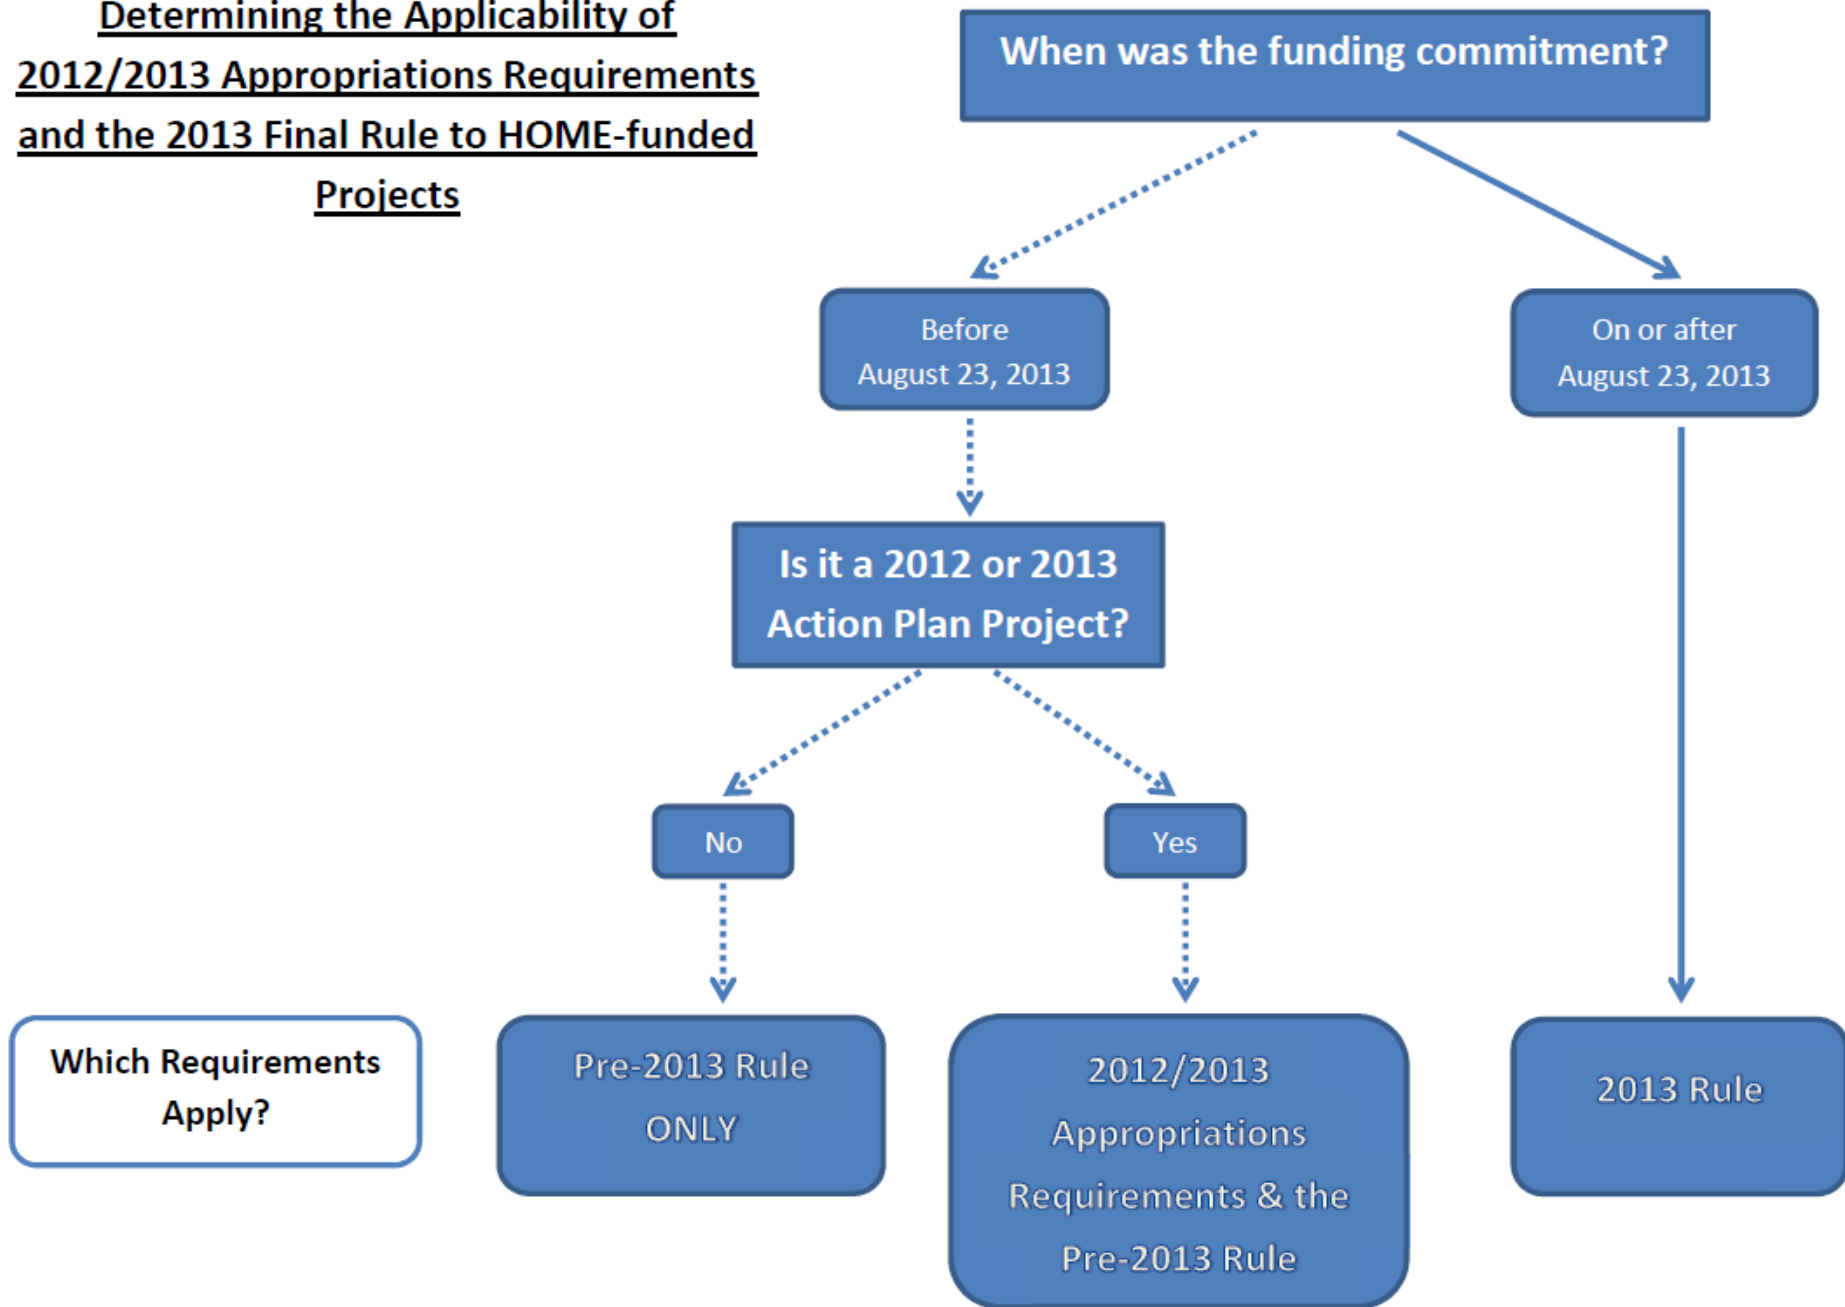 Determining the Applicability of
2012/2013 Appropriations Requirements
and the 2013 Final Rule to HOME-funded
Projects
When was the funding commitment?
Before
August 23, 2013
On or after
August 23, 2013
Is it a 2012 or 2013
Action Plan Project?
No
Yes
Which Requirements
Apply?
Pre-2013 Rule
ONLY
2012/2013
Appropriations
Requirements & the
Pre-2013 Rule
2013 Rule